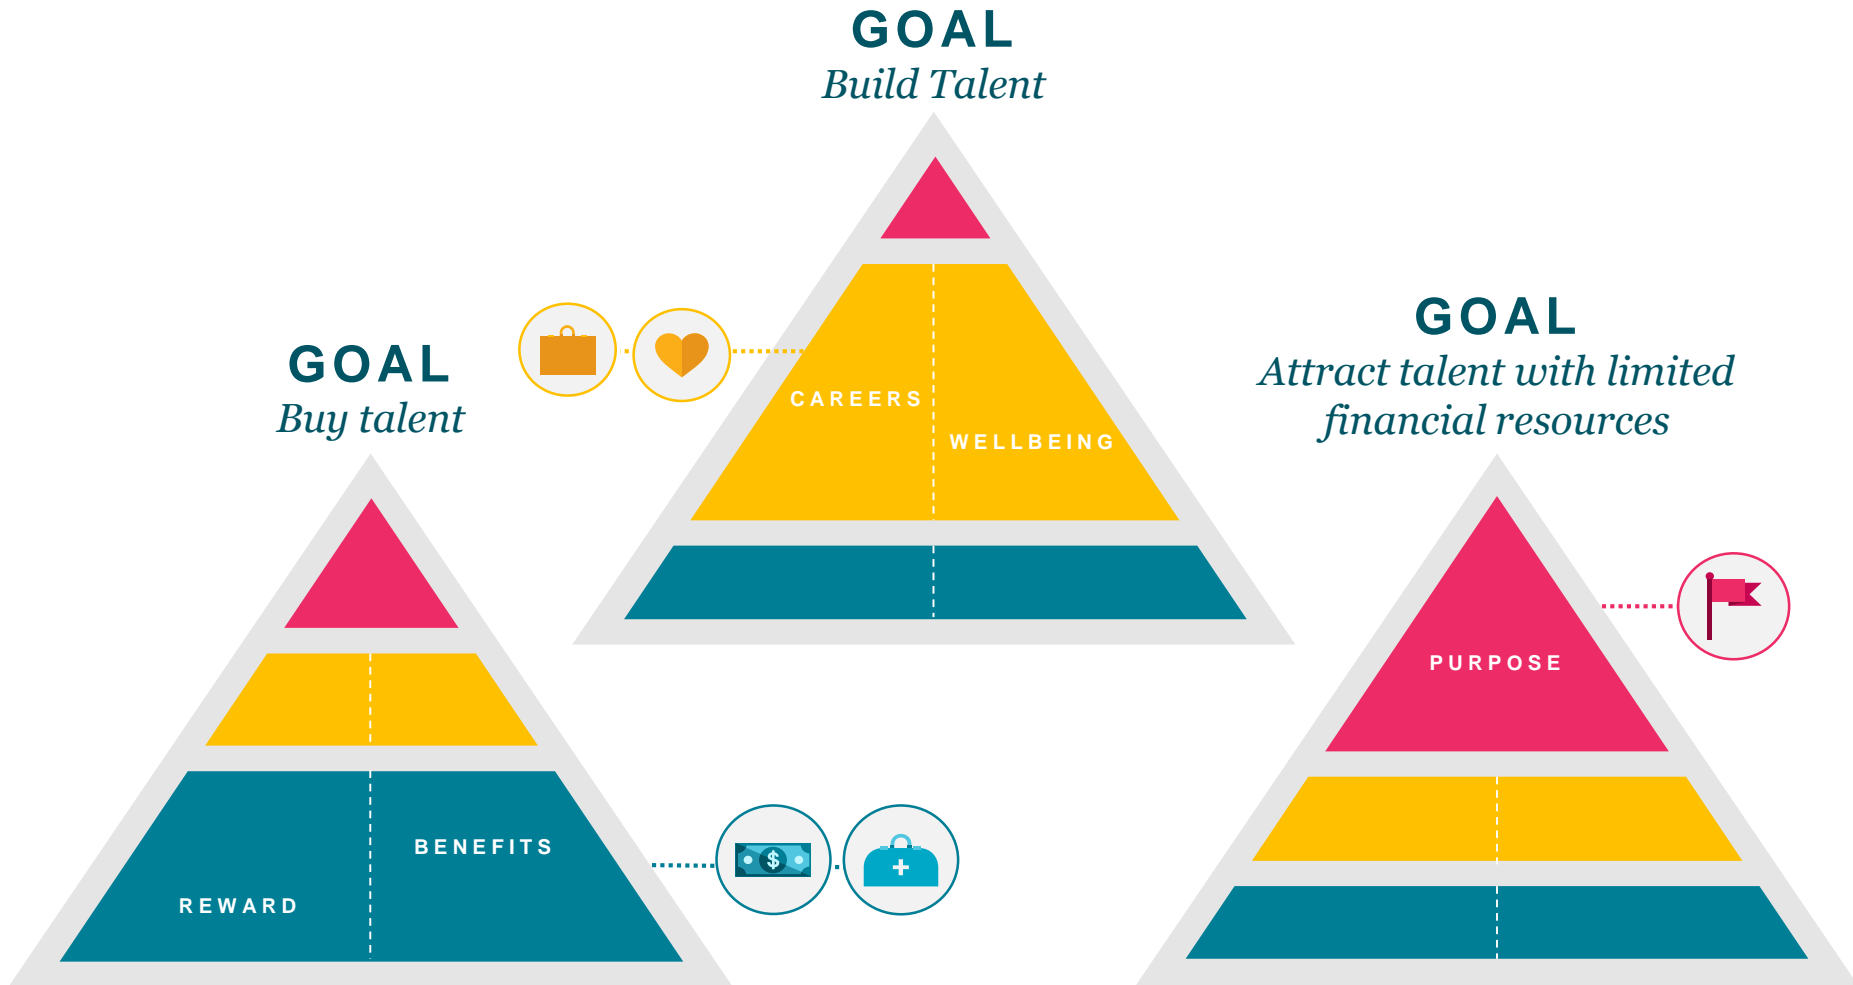 GOAL
Build Talent
CAREERS
WELLBEING
GOAL
Buy talent
BENEFITS
REWARD
$
GOAL
Attract talent with limited
financial resources
PURPOSE